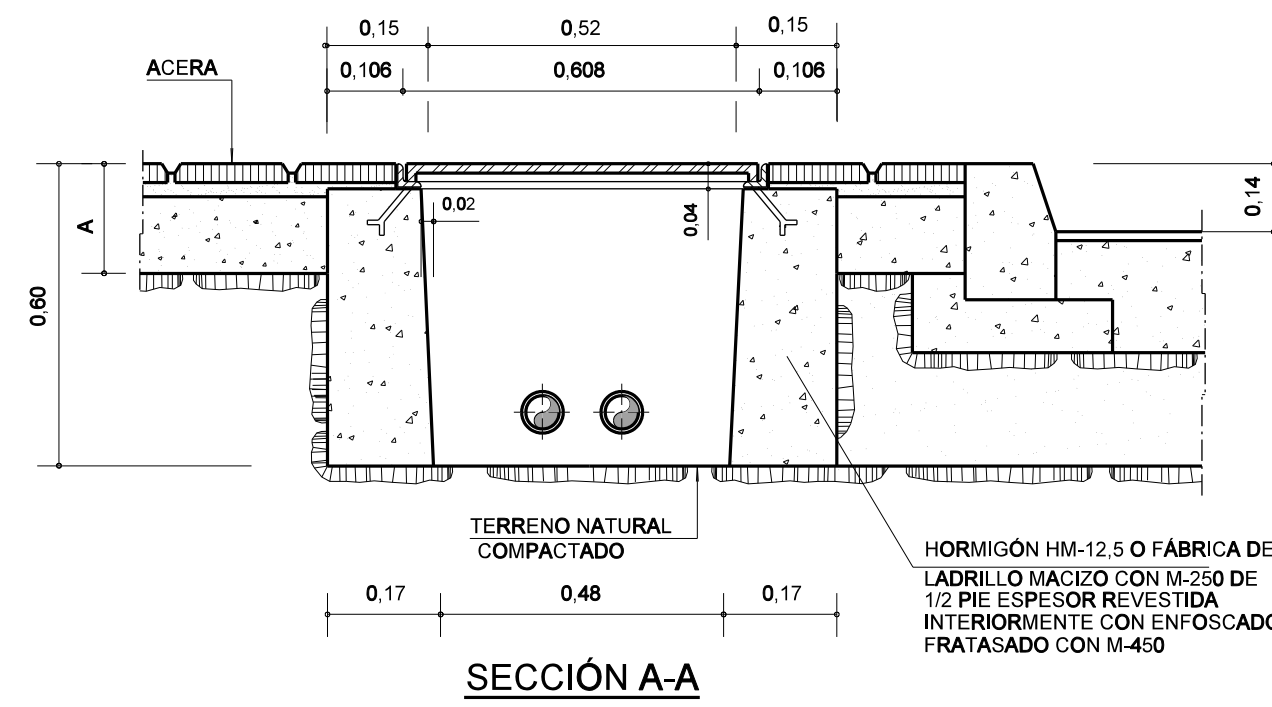 0,15 0,52 0,15
0,106 0,608 0,106
ACERA
A
0,60
0,02
0,04
0,14
TERRENO NATURAL
COMPACTADO
HORMIGÓN HM-12,5 O FÁBRICA DE
LADRILLO MACIZO CON M-250 DE
1/2 PIE ESPESOR REVESTIDA
INTERIORMENTE CON ENFOSCADO
FRATASADO CON M-450
0,17 0,48 0,17
SECCIÓN A-A